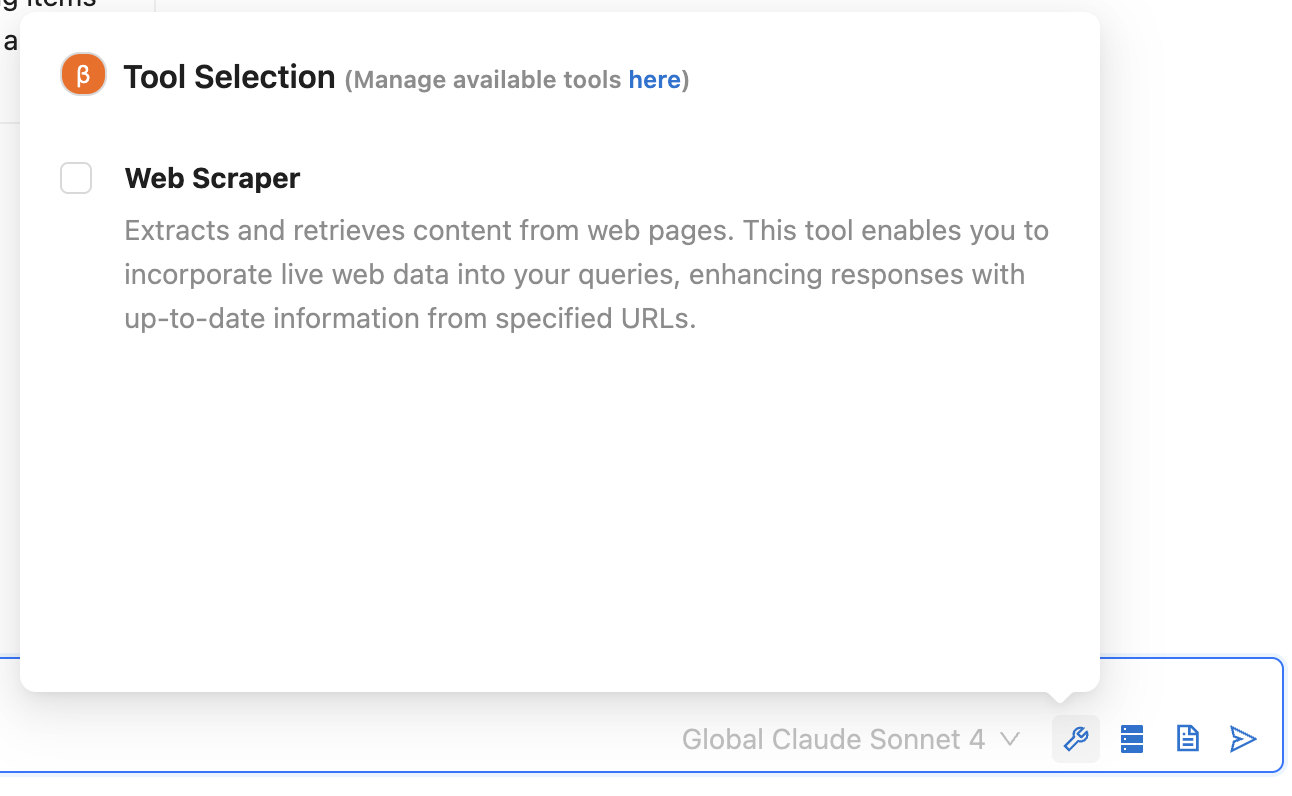 g items
a
β
Tool Selection (Manage available tools here)
Web Scraper
Extracts and retrieves content from web pages. This tool enables you to
incorporate live web data into your queries, enhancing responses with
up-to-date information from specified URLs.
Global Claude Sonnet 4